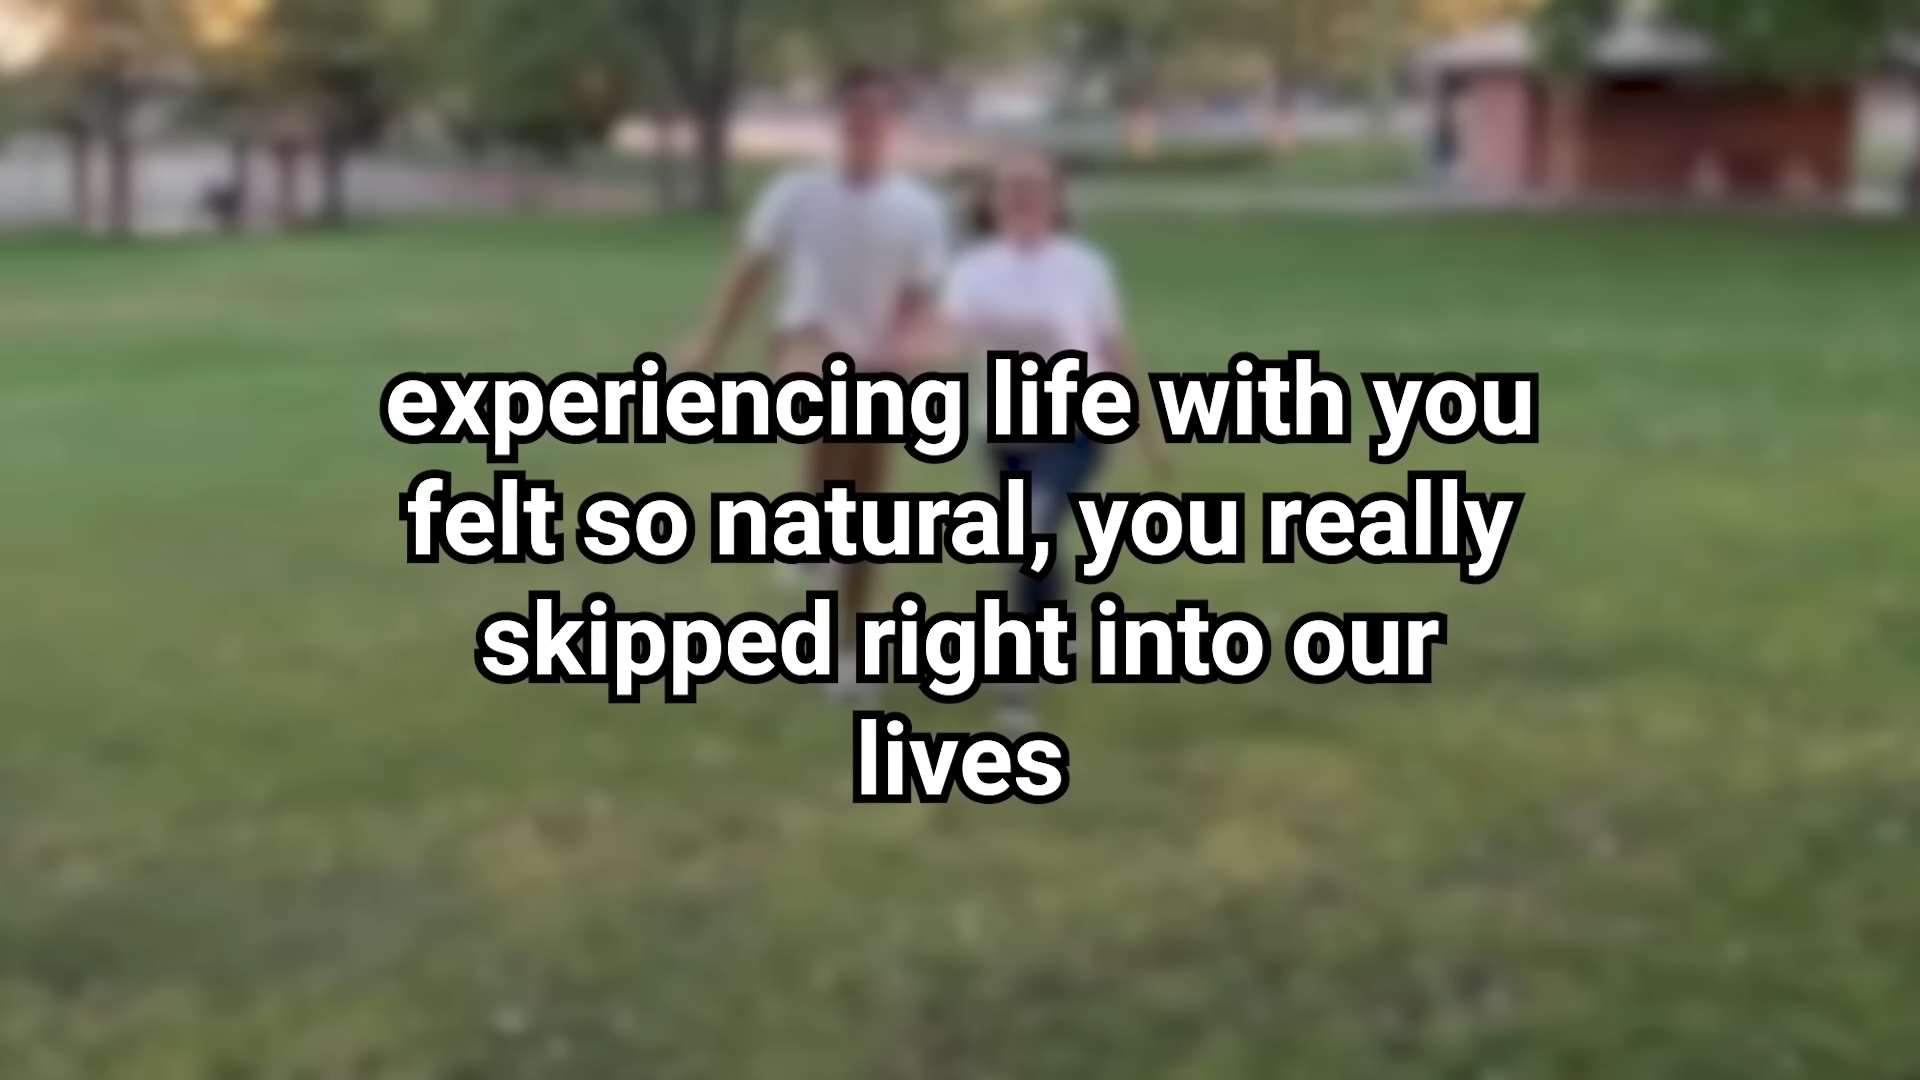 experiencing life with you
felt so natural, you really
skipped right into our
lives